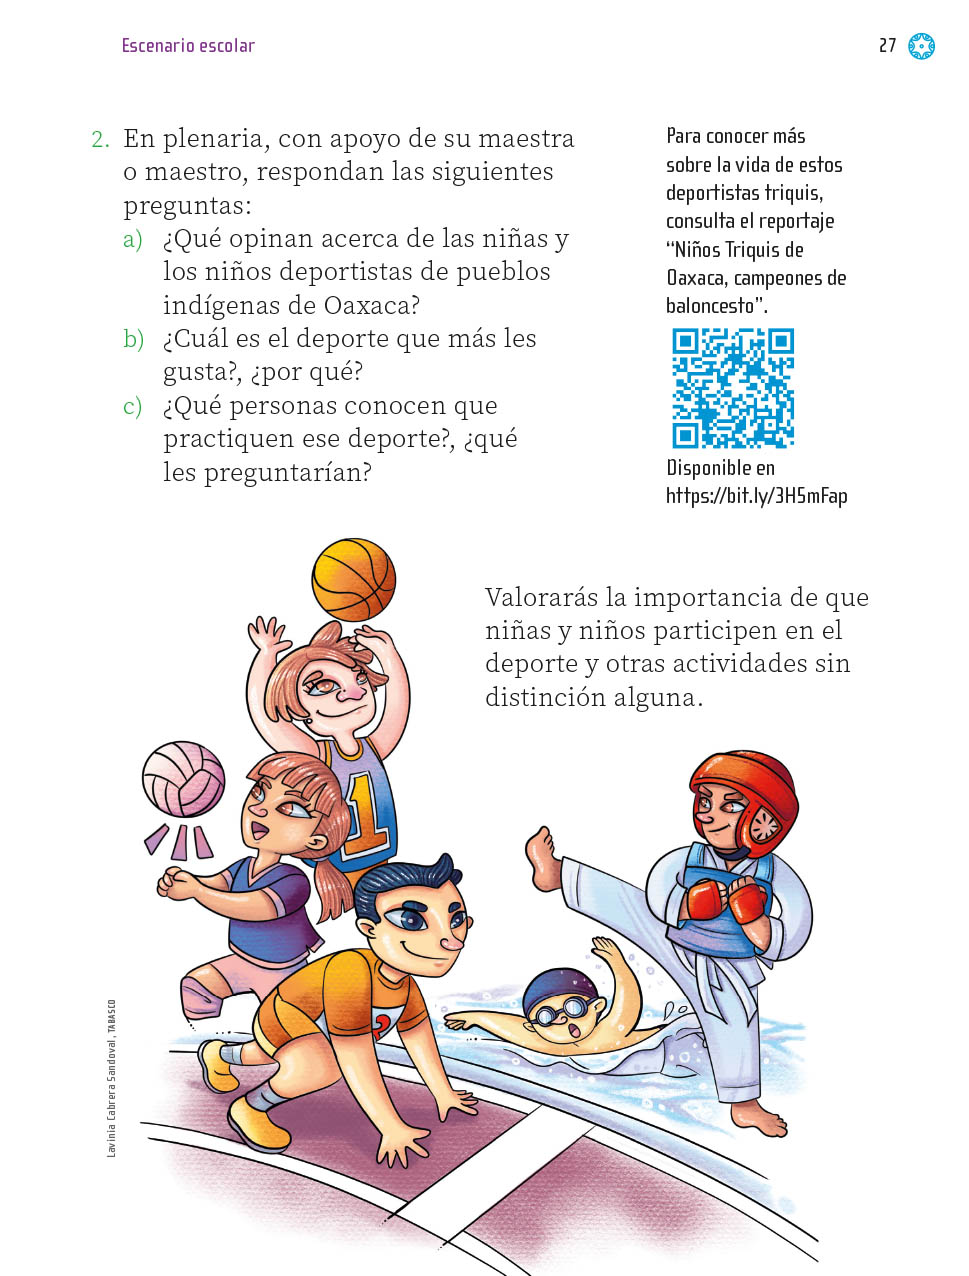 Escenario escolar
27
2. En plenaria, con apoyo de su maestra
o maestro, respondan las siguientes
preguntas:
a) ¿Qué opinan acerca de las niñas y
los niños deportistas de pueblos
indígenas de Oaxaca?
b) ¿Cuál es el deporte que más les
gusta?, ¿por qué?
c) ¿Qué personas conocen que
practiquen ese deporte?, ¿qué
les preguntarían?
Para conocer más
sobre la vida de estos
deportistas triquis,
consulta el reportaje
“Niños Triquis de
Oaxaca, campeones de
baloncesto”.
Disponible en
https://bit.ly/3H5mFap
Valorarás la importancia de que
niñas y niños participen en el
deporte y otras actividades sin
distinción alguna.
1
2
Lavinia Cabrera Sandoval, TABASCO